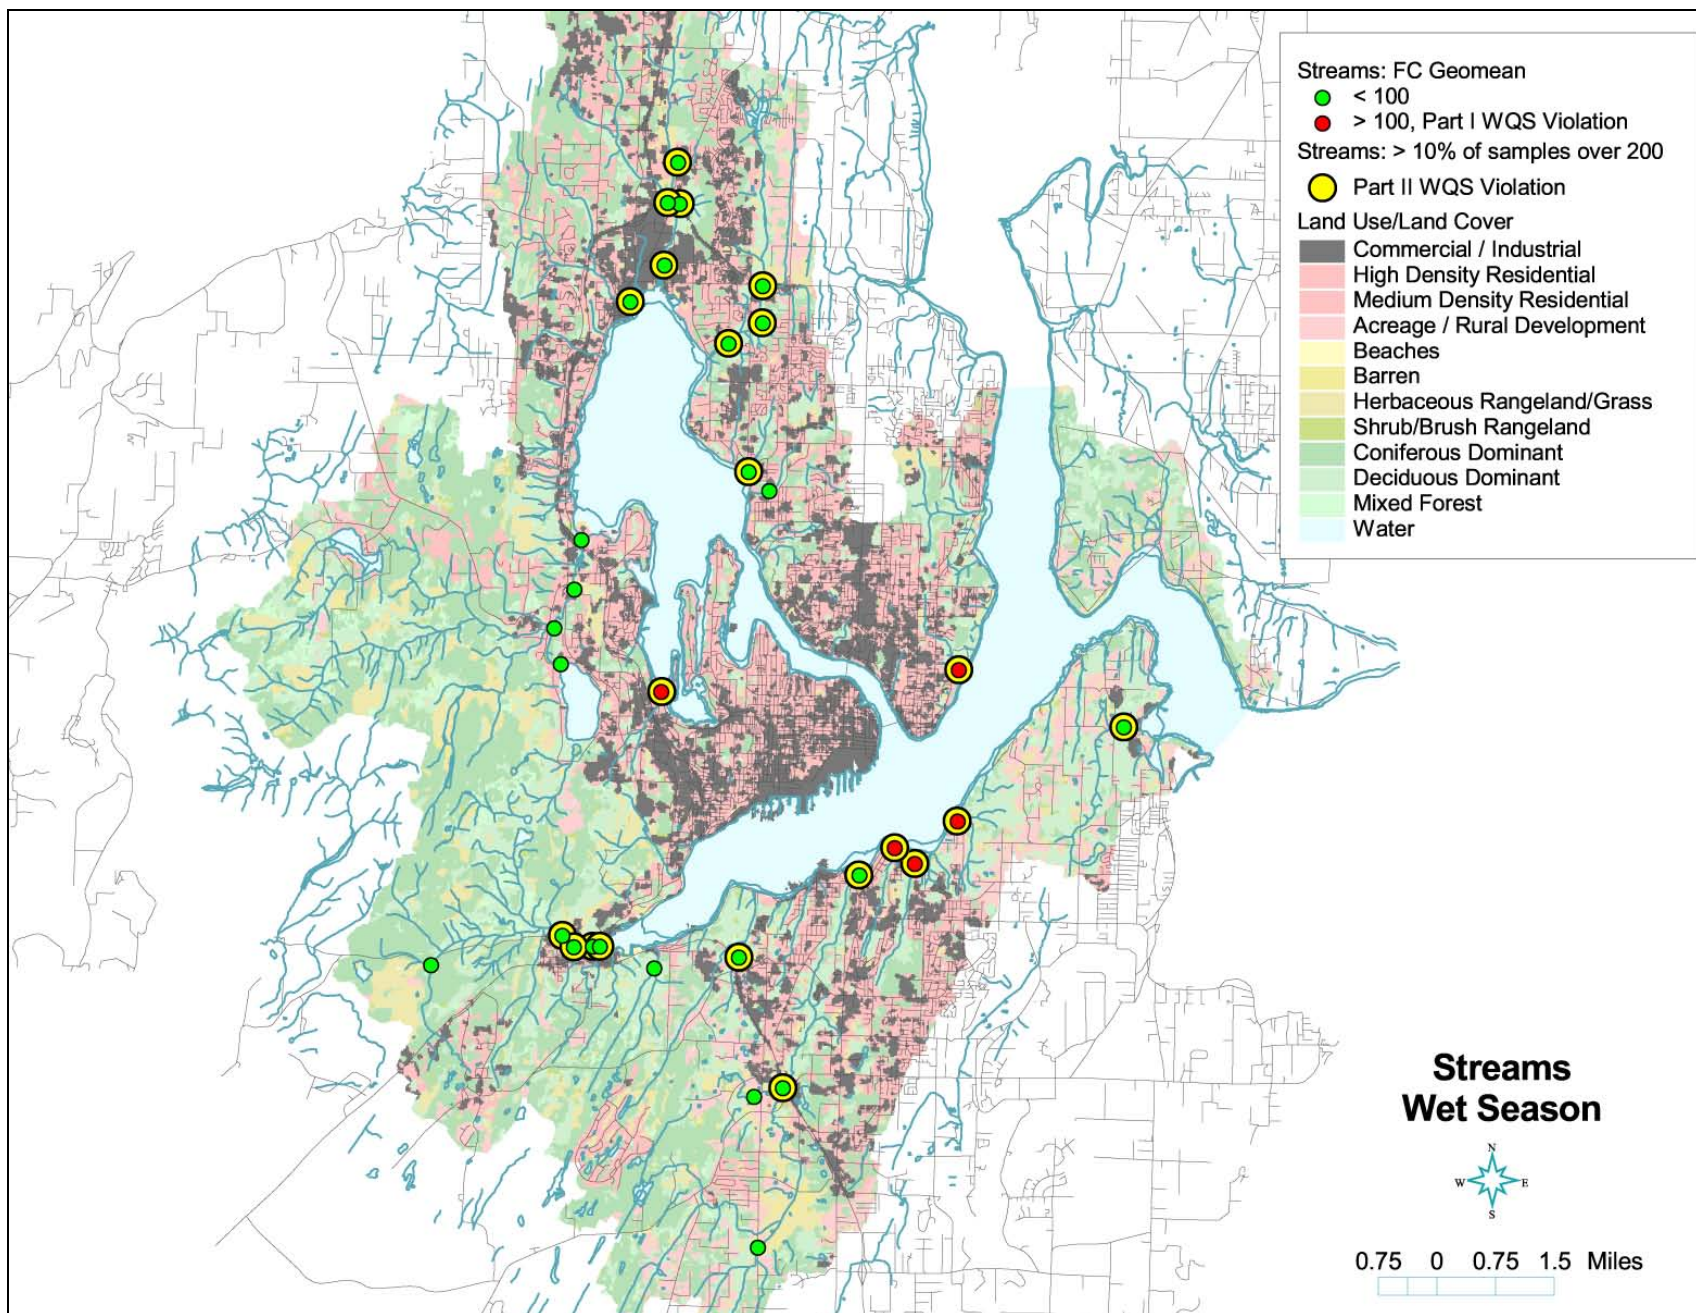 Streams: FC Geomean
< 100
> 100, Part I WQS Violation
Streams: > 10% of samples over 200
Part II WQS Violation
Land Use/Land Cover
Commercial / Industrial
High Density Residential
Medium Density Residential
Acreage / Rural Development
Beaches
Barren
Herbaceous Rangeland/Grass
Shrub/Brush Rangeland
Coniferous Dominant
Deciduous Dominant
Mixed Forest
Water
Streams
Wet Season
N
W E
S
0.75 0 0.75 1.5 Miles